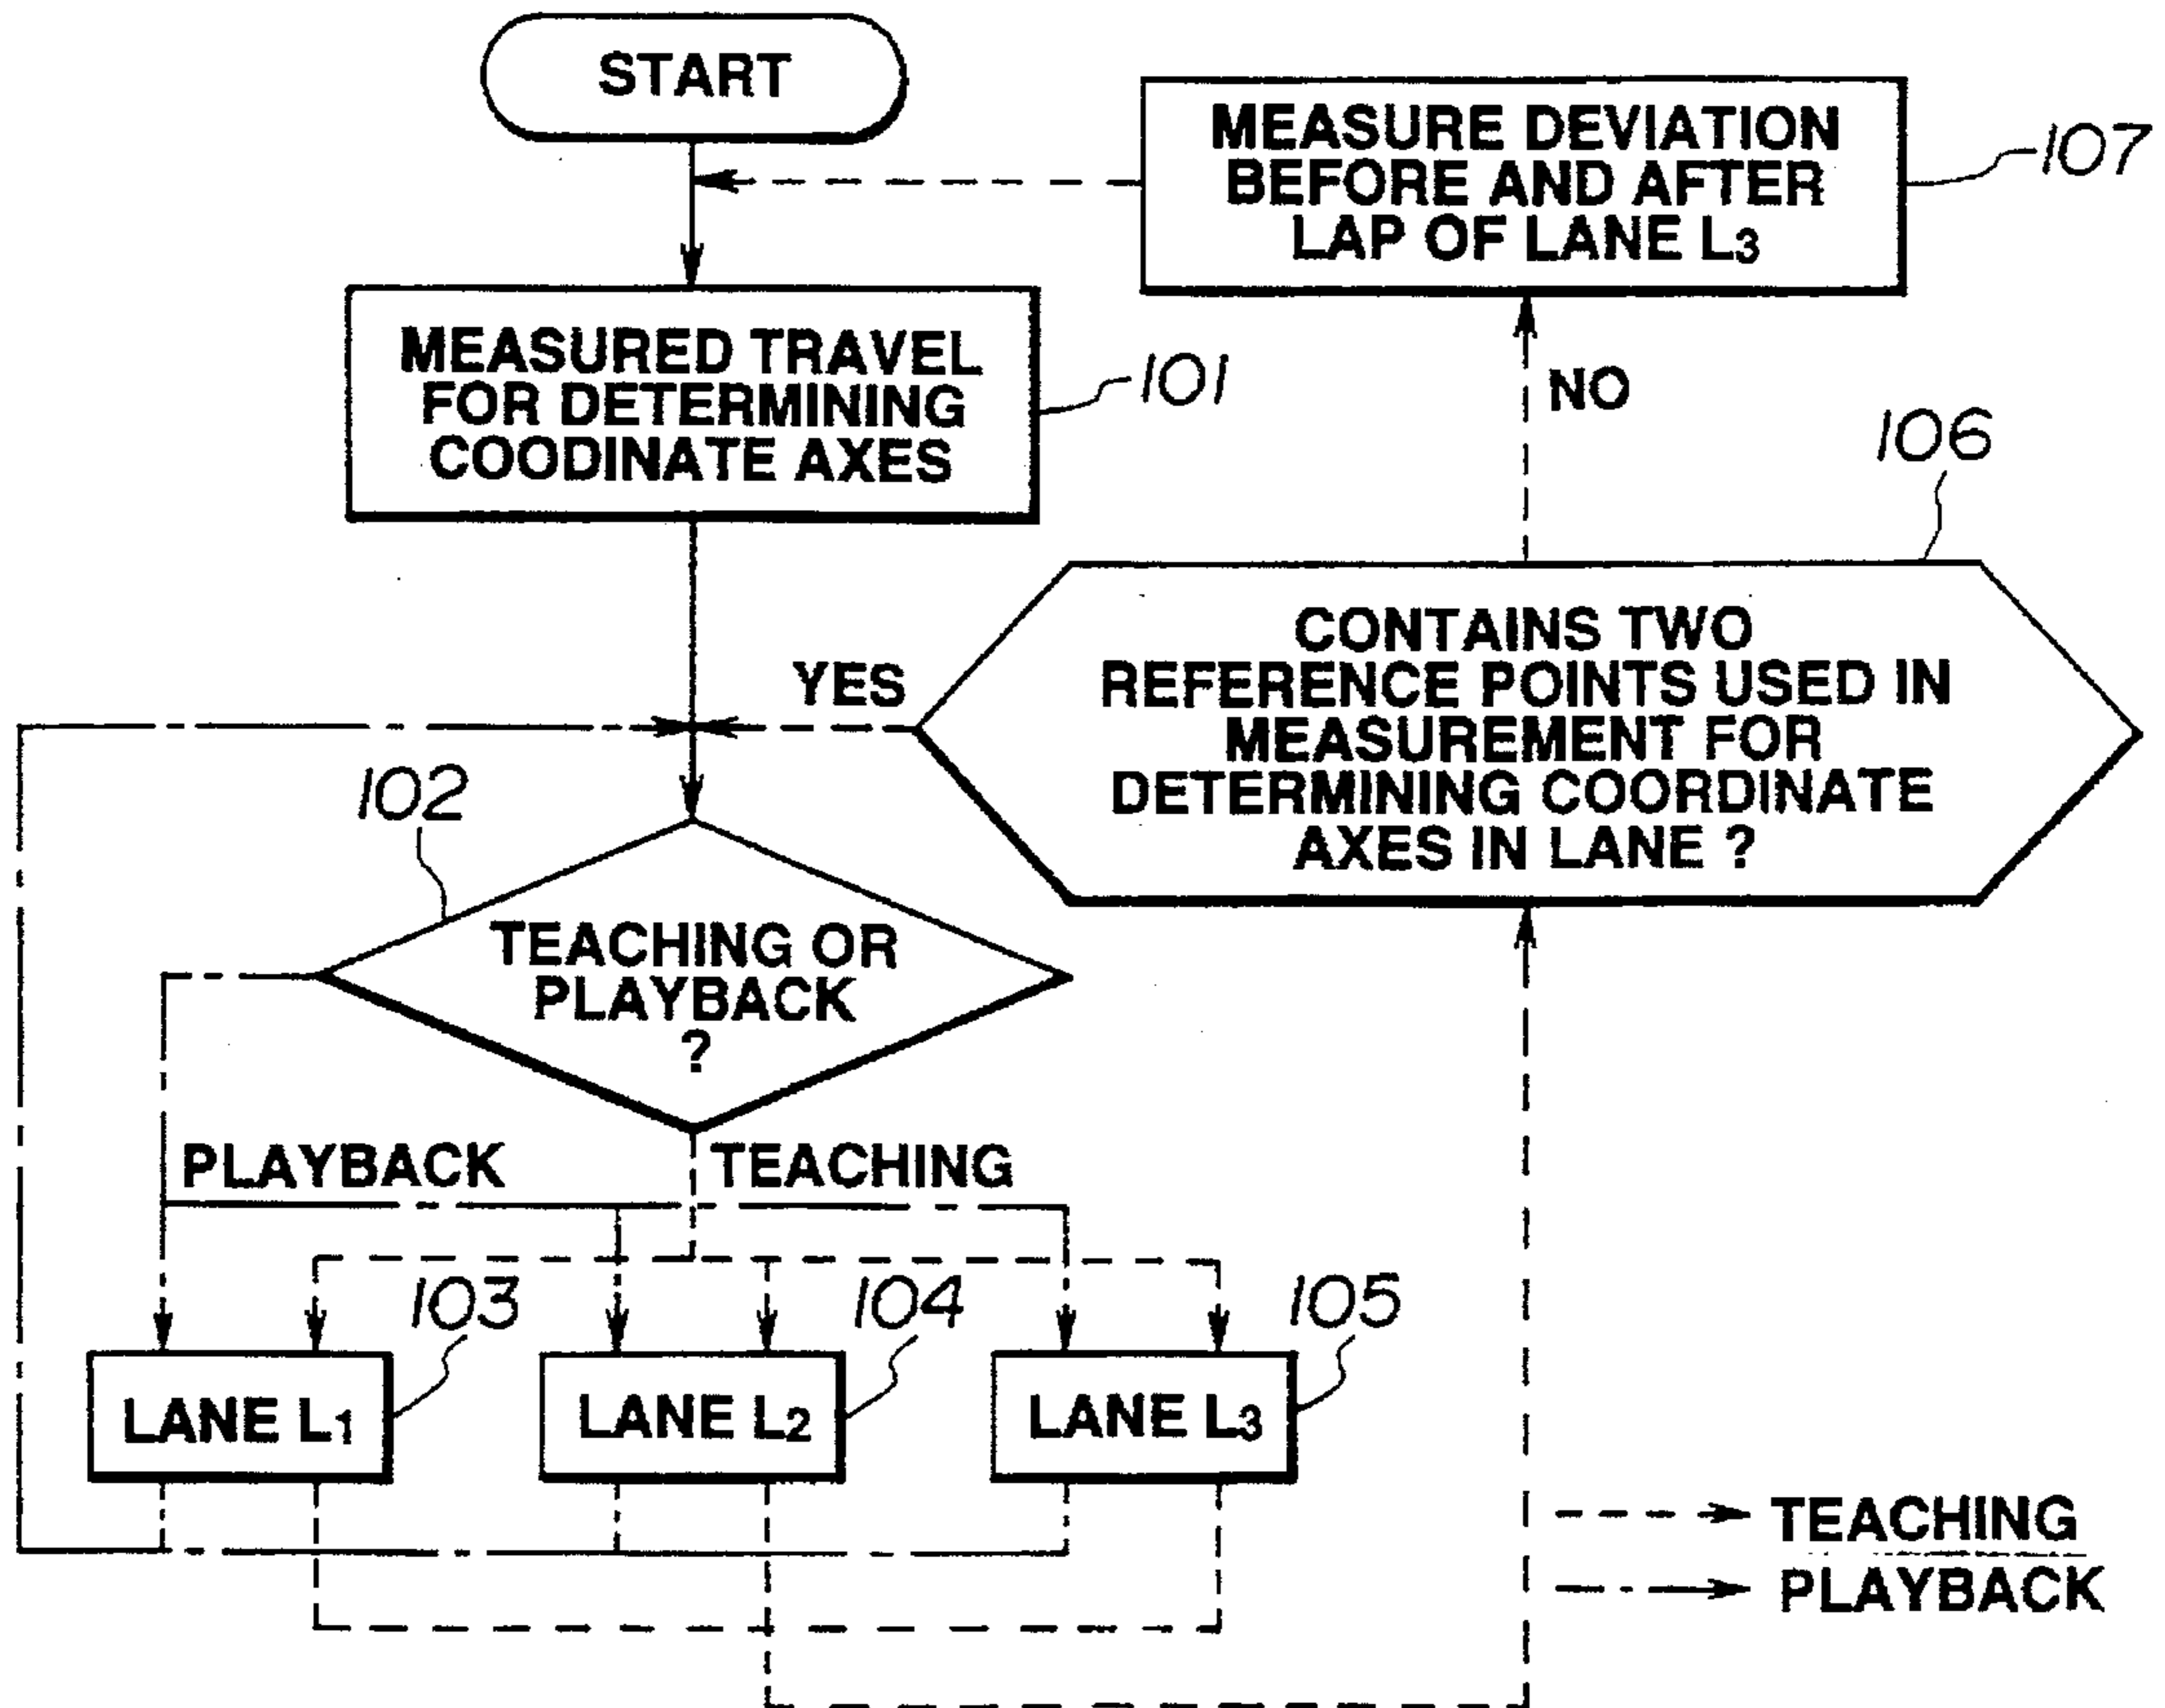 START
MEASURE DEVIATION
BEFORE AND AFTER
LAP OF LANE L3
107
MEASURED TRAVEL
FOR DETERMINING
COODINATE AXES
101
NO
106
CONTAINS TWO
REFERENCE POINTS USED IN
MEASUREMENT FOR
DETERMINING COORDINATE
AXES IN LANE ?
YES
102
TEACHING OR
PLAYBACK
?
PLAYBACK
TEACHING
103
104
105
LANE L1
LANE L2
LANE L3
TEACHING
PLAYBACK